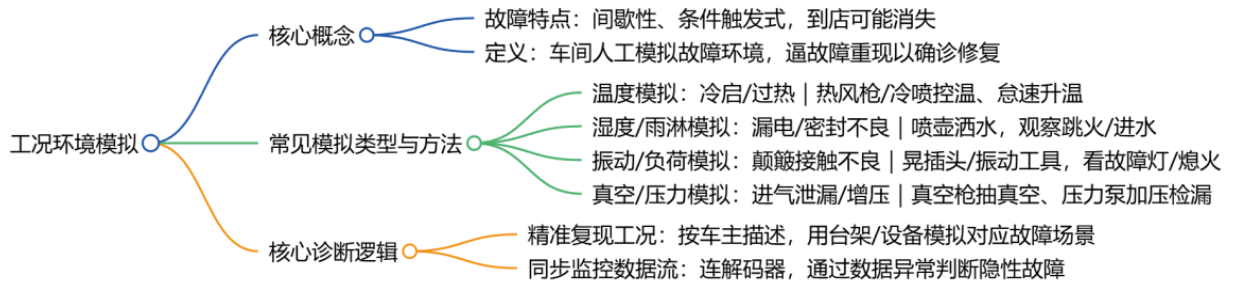 工况环境模拟
核心概念
故障特点：间歇性、条件触发式，到店可能消失
定义：车间人工模拟故障环境，逼故障重现以确诊修复
常见模拟类型与方法
温度模拟：冷启/过热 | 热风枪/冷喷控温、怠速升温
湿度/雨淋模拟：漏电/密封不良 | 喷壶洒水，观察跳火/进水
振动/负荷模拟：颠簸接触不良 | 晃插头/振动工具，看故障灯/熄火
真空/压力模拟：进气泄漏/增压 | 真空枪抽真空、压力泵加压检漏
核心诊断逻辑
精准复现工况：按车主描述，用台架/设备模拟对应故障场景
同步监控数据流：连解码器，通过数据异常判断隐性故障